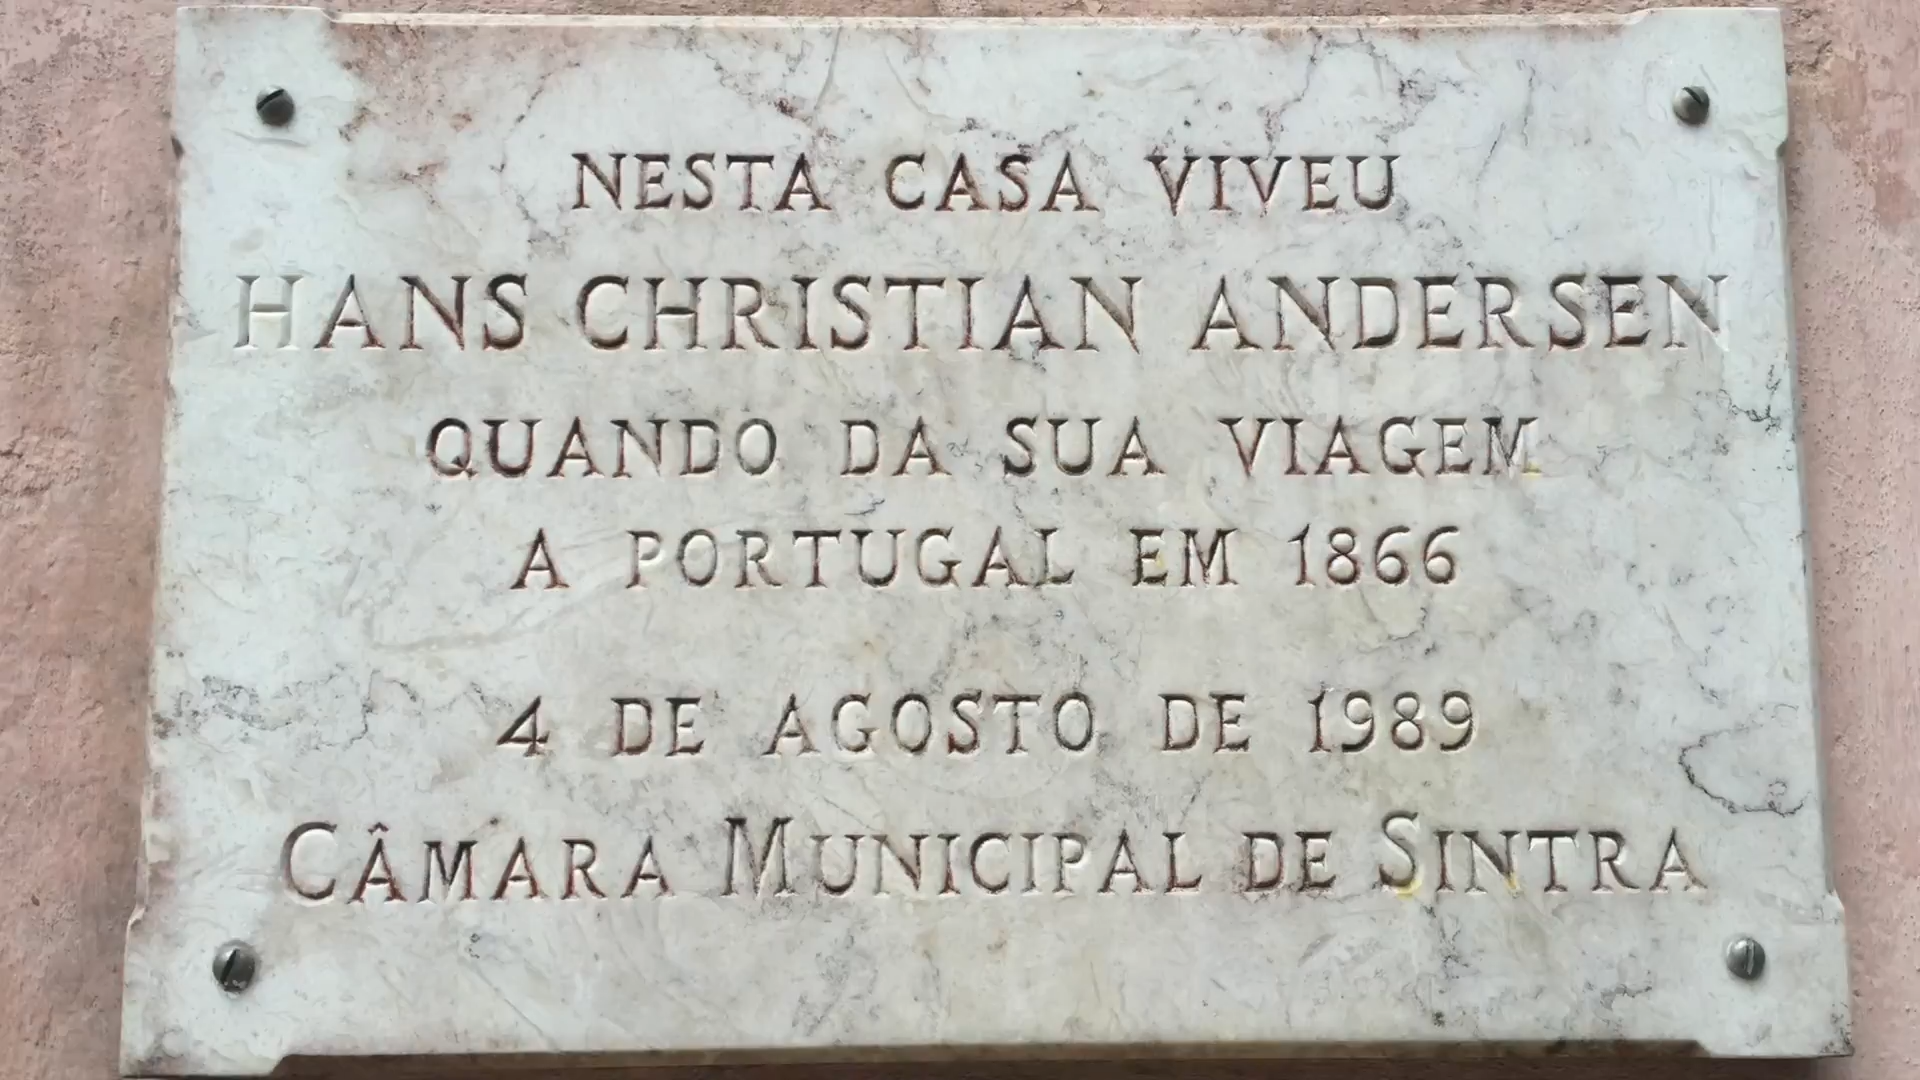 NESTA CASA VIVEU
HANS CHRISTIAN ANDERSEN
QUANDO DA SUA VIAGEM
A PORTUGAL EM 1866
4 DE AGOSTO DE 1989
CÂMARA MUNICIPAL DE SINTRA